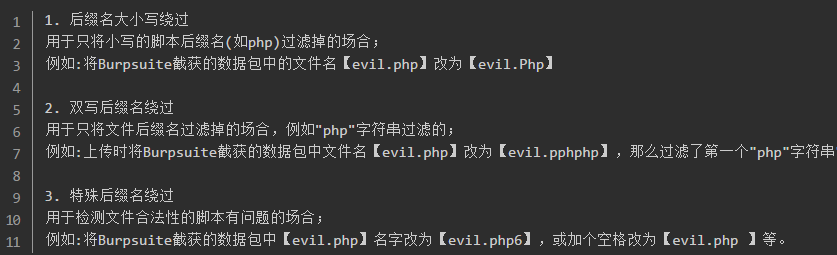 1 1. 后缀名大小写绕过
2 用于只将小写的脚本后缀名(如php)过滤掉的场合；
3 例如:将Burpsuite截获的数据包中的文件名【evil.php】改为【evil.Php】
4
5 2. 双写后缀名绕过
6 用于只将文件后缀名过滤掉的场合，例如"php"字符串过滤的；
7 例如:上传时将Burpsuite截获的数据包中文件名【evil.php】改为【evil.pphphp】，那么过滤了第一个"php"字符串
8
9 3. 特殊后缀名绕过
10 用于检测文件合法性的脚本有问题的场合；
11 例如:将Burpsuite截获的数据包中【evil.php】名字改为【evil.php6】，或加个空格改为【evil.php 】等。